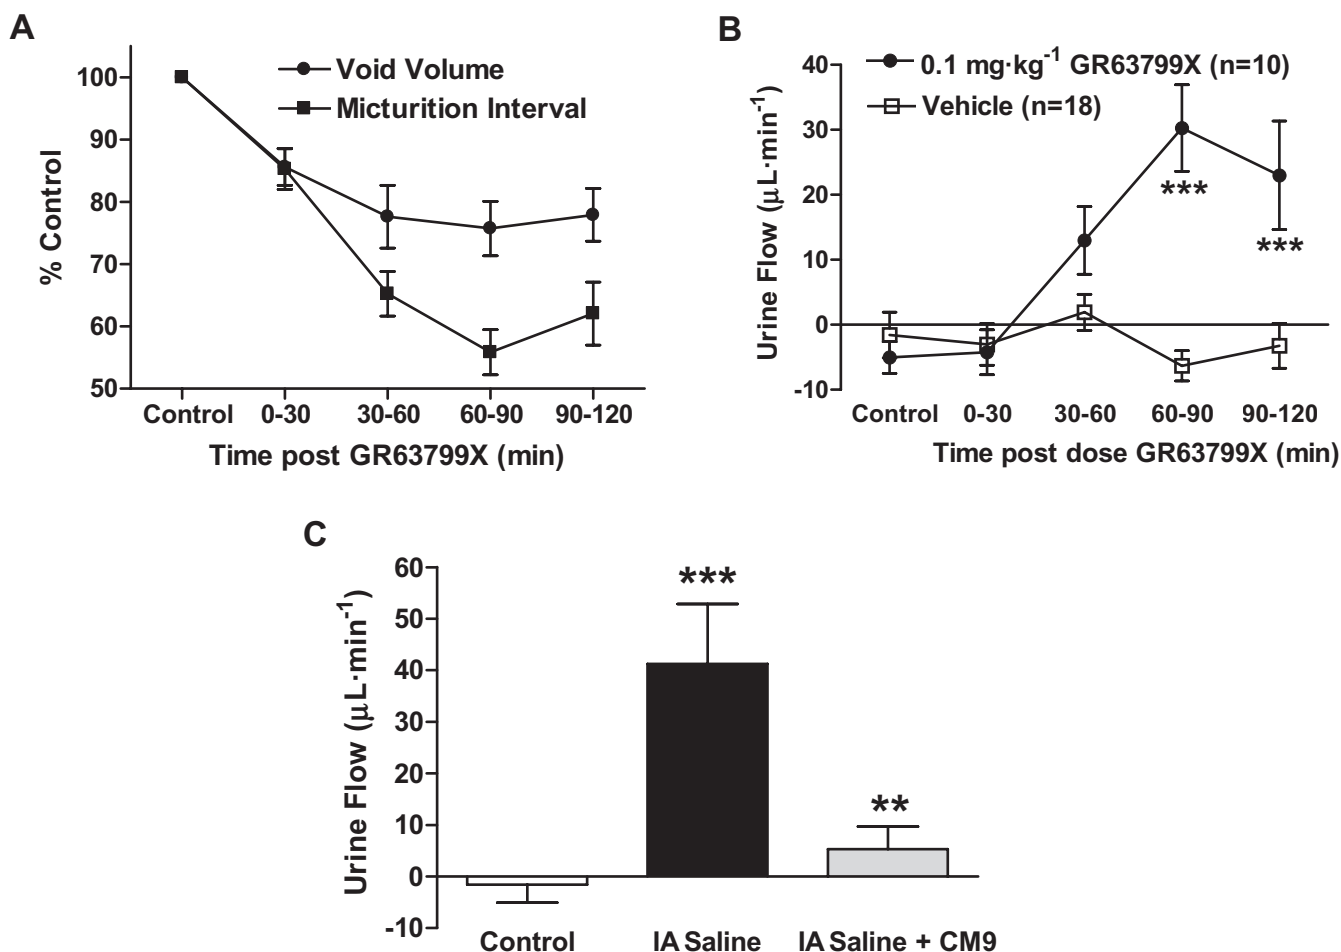 A
Void Volume
Micturition Interval
100
90
80
70
60
50
% Control
Control 0-30 30-60 60-90 90-120
Time post GR63799X (min)
B
0.1 mg·kg⁻¹ GR63799X (n=10)
Vehicle (n=18)
40
30
20
10
0
-10
Urine Flow (μL·min⁻¹)
***
***
Control 0-30 30-60 60-90 90-120
Time post dose GR63799X (min)
C
60
50
40
30
20
10
0
-10
Urine Flow (μL·min⁻¹)
***
**
Control IA Saline IA Saline + CM9